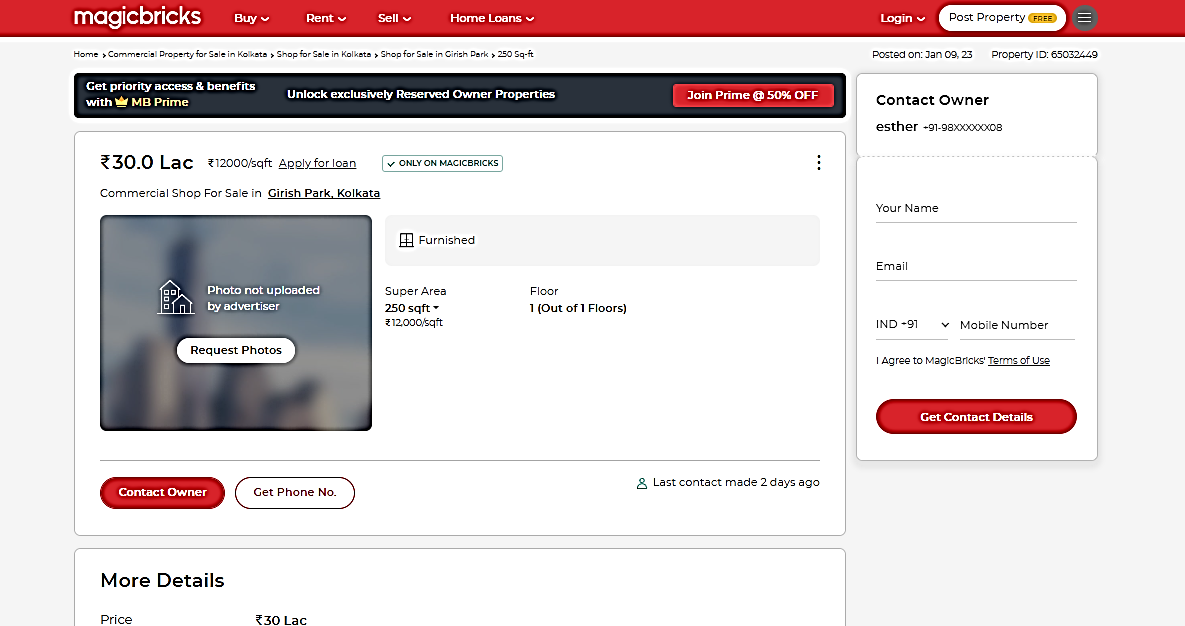 magicbricks
Buy
Rent
Sell
Home Loans
Login
Post Property FREE
Home › Commercial Property for Sale in Kolkata › Shop for Sale in Kolkata › Shop for Sale in Girish Park › 250 Sq-ft
Posted on: Jan 09, 23 Property ID: 65032449
Get priority access & benefits
with MB Prime
Unlock exclusively Reserved Owner Properties
Join Prime @ 50% OFF
₹30.0 Lac ₹12000/sqft Apply for loan
ONLY ON MAGICBRICKS
Commercial Shop For Sale in Girish Park, Kolkata
Photo not uploaded
by advertiser
Request Photos
Furnished
Super Area
250 sqft
₹12,000/sqft
Floor
1 (Out of 1 Floors)
Contact Owner
Get Phone No.
Last contact made 2 days ago
More Details
Price ₹30 Lac
Contact Owner
esther +91-98XXXXXX08
Your Name
Email
IND +91 Mobile Number
I Agree to MagicBricks' Terms of Use
Get Contact Details